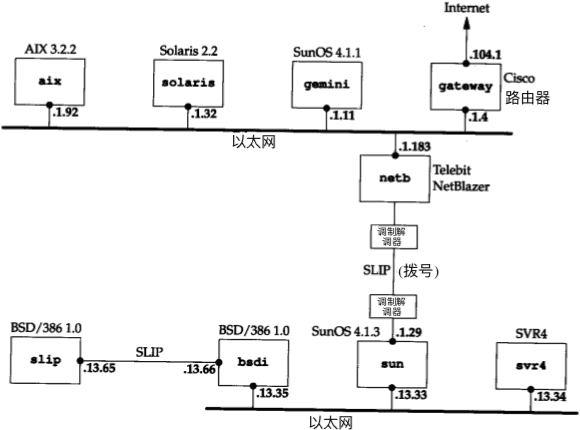 Internet
AIX 3.2.2
Solaris 2.2
SunOS 4.1.1
.104.1
aix
solaris
gemini
gateway
Cisco
路由器
.1.92
.1.32
.1.11
.1.4
以太网
.1.183
netb
Telebit
NetBlazer
调制解
调器
SLIP (拨号)
调制解
调器
BSD/386 1.0
BSD/386 1.0
SunOS 4.1.3
.1.29
SVR4
slip
SLIP
bsdi
sun
svr4
.13.65
.13.66
.13.35
.13.33
.13.34
以太网